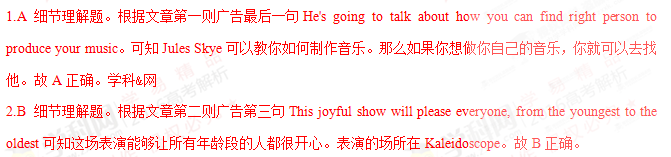 1.A 细节理解题。根据文章第一则广告最后一句 He's going to talk about how you can find right person to
produce your music。可知 Jules Skye 可以教你如何制作音乐。那么如果你想做你自己的音乐，你就可以去找
他。故 A 正确。学科&网
2.B 细节理解题。根据文章第二则广告第三句 This joyful show will please everyone, from the youngest to the
oldest 可知这场表演能够让所有年龄段的人都很开心。表演的场所在 Kaleidoscope。故 B 正确。